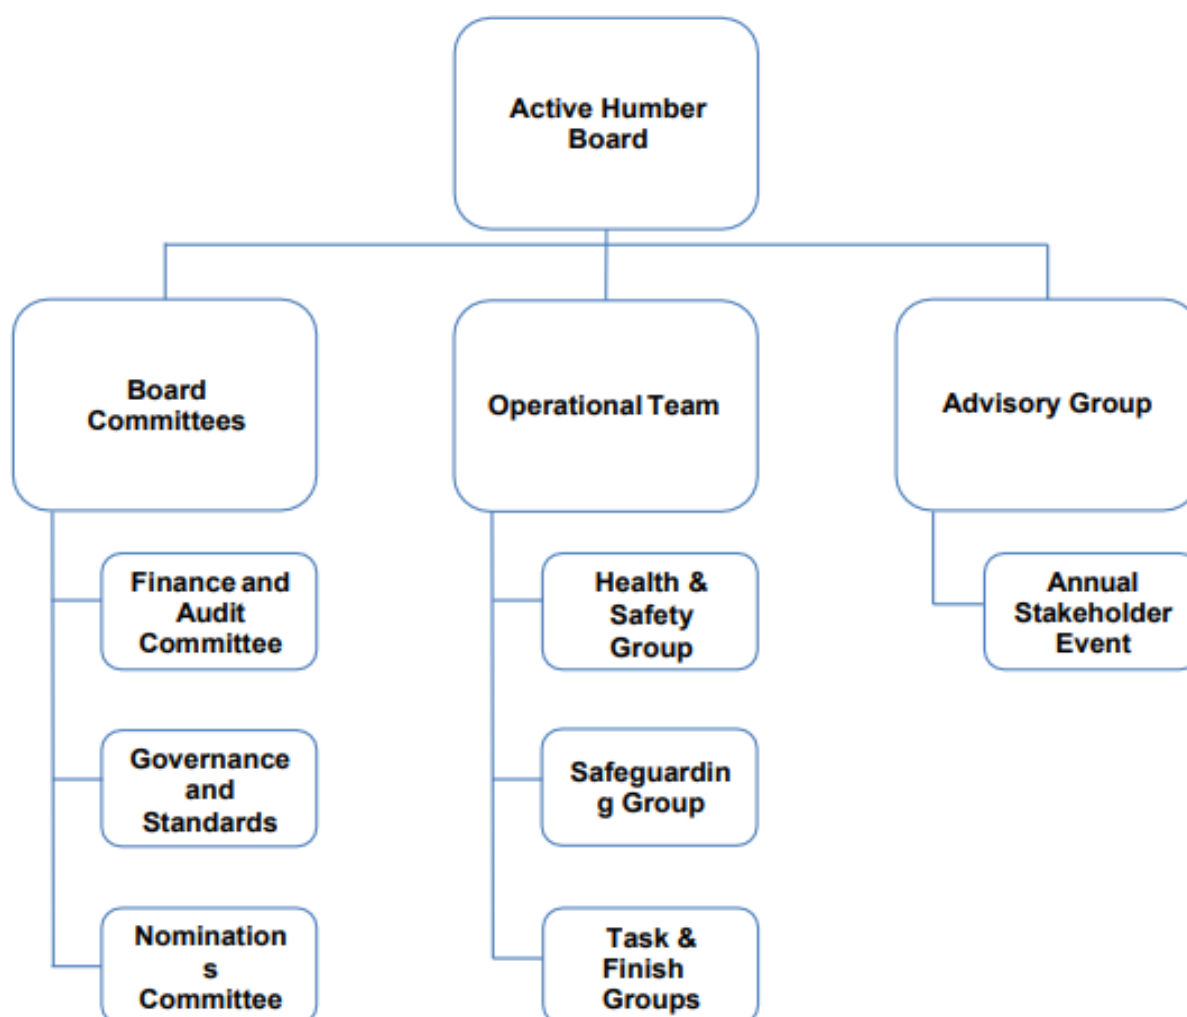 Active Humber
Board
Board
Committees
Operational Team
Advisory Group
Finance and
Audit
Committee
Health &
Safety
Group
Annual
Stakeholder
Event
Governance
and
Standards
Safeguardin
g Group
Nomination
s
Committee
Task &
Finish
Groups